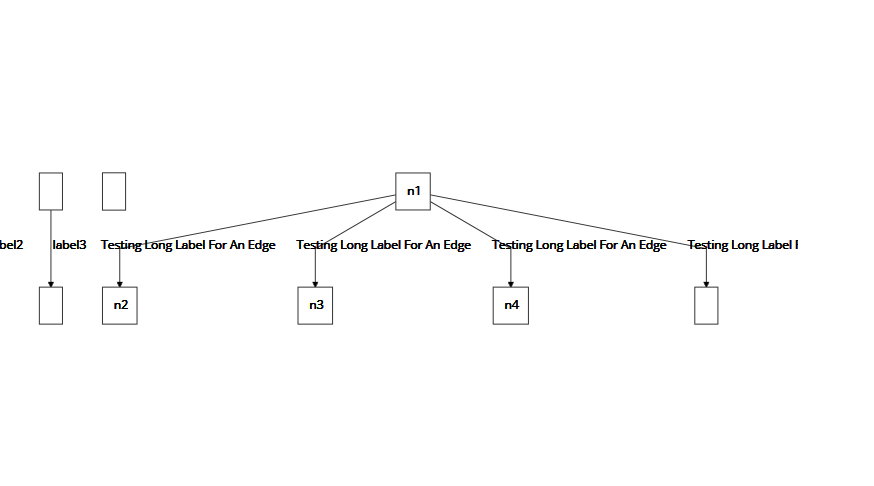 n1
bel2 label3 Testing Long Label For An Edge Testing Long Label For An Edge Testing Long Label For An Edge Testing Long Label
n2 n3 n4